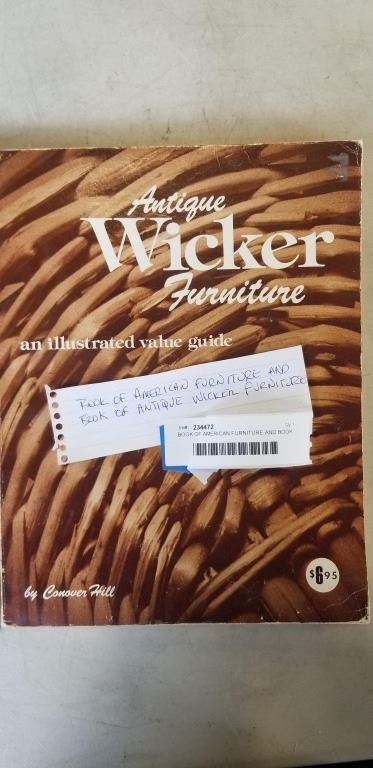 Antique
Wicker
Furniture
an illustrated value guide
BOOK OF AMERICAN FURNITURE AND
BOOK OF ANTIQUE WICKER FURNITURE
234472
BOOK OF AMERICAN FURNITURE AND BOOK
by Conover Hill
$6.95